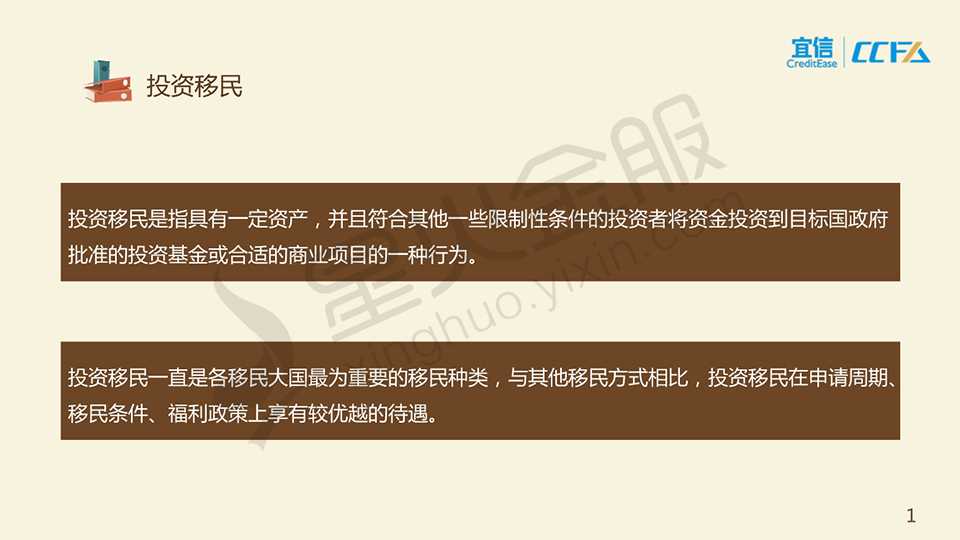 宜信
CreditEase
CCFA
投资移民
投资移民是指具有一定资产，并且符合其他一些限制性条件的投资者将资金投资到目标国政府
批准的投资基金或合适的商业项目的一种行为。
投资移民一直是各移民大国最为重要的移民种类，与其他移民方式相比，投资移民在申请周期、
移民条件、福利政策上享有较优越的待遇。
星火金服
xinghuo.yixin.com
1